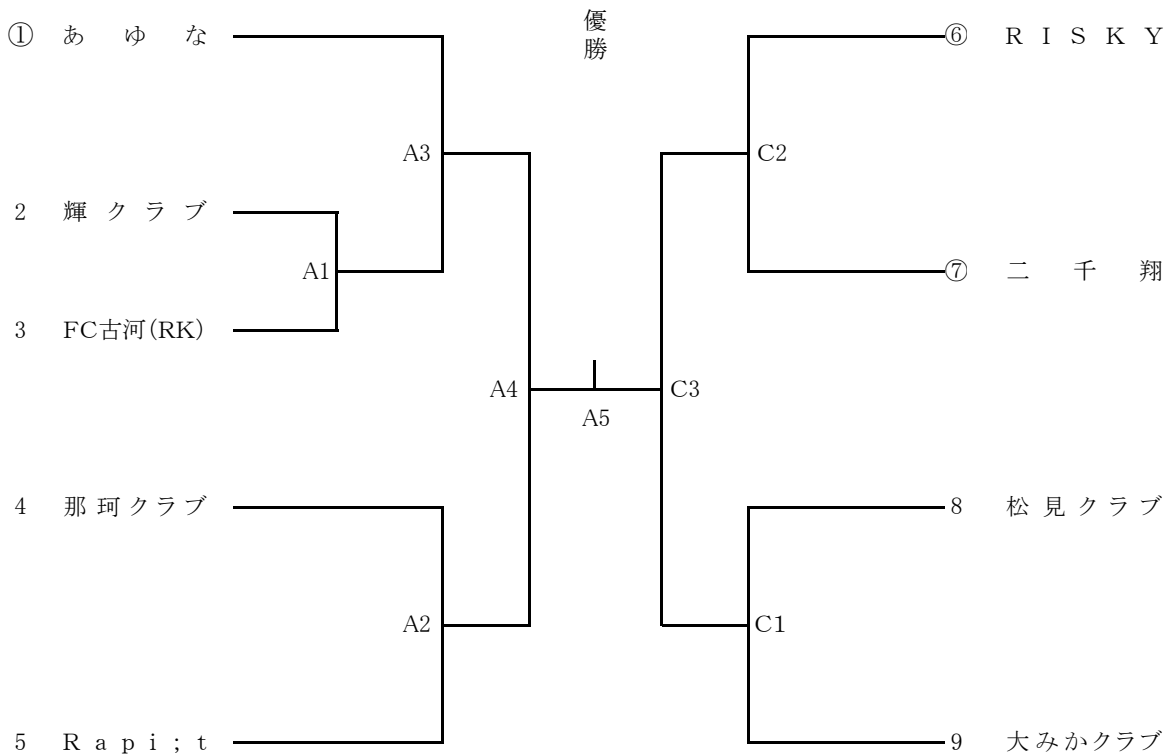 優勝
① あゆな
⑥ RISKY
A3
C2
2 輝クラブ
A1
⑦ 二千翔
3 FC古河(RK)
A4
C3
A5
4 那珂クラブ
8 松見クラブ
A2
C1
5 Rapi;t
9 大みかクラブ